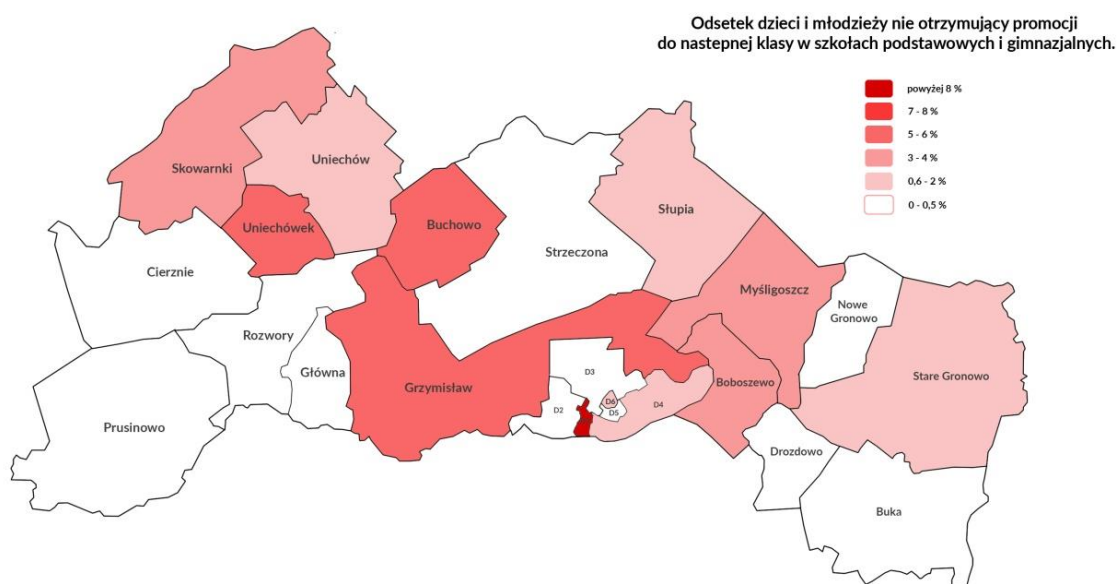 Odsetek dzieci i młodzieży nie otrzymujący promocji
do nastepnej klasy w szkołach podstawowych i gimnazjalnych.
powyżej 8 %
7 - 8 %
5 - 6 %
3 - 4 %
0,6 - 2 %
0 - 0,5 %
Skowarnki
Uniechów
Uniechówek
Buchowo
Słupia
Strzeczona
Cierznie
Myśligoszcz
Nowe
Gronowo
Rozwory
Główna
Grzymisław
D3
Boboszewo
Stare Gronowo
D6
D4
D2
D5
Prusinowo
Drozdowo
Buka